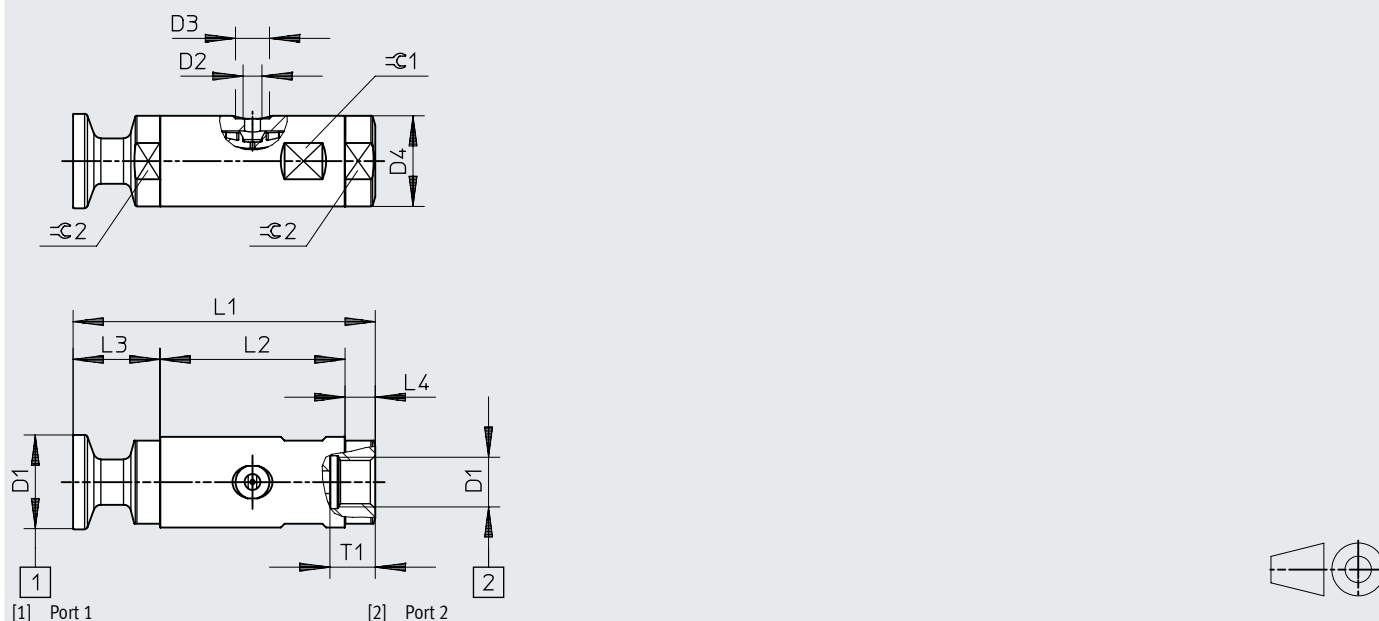 D3
D2
=©1
D4
=©2
=©2
L1
L3
L2
L4
D1
D1
T1
1
2
[1] Port 1
[2] Port 2